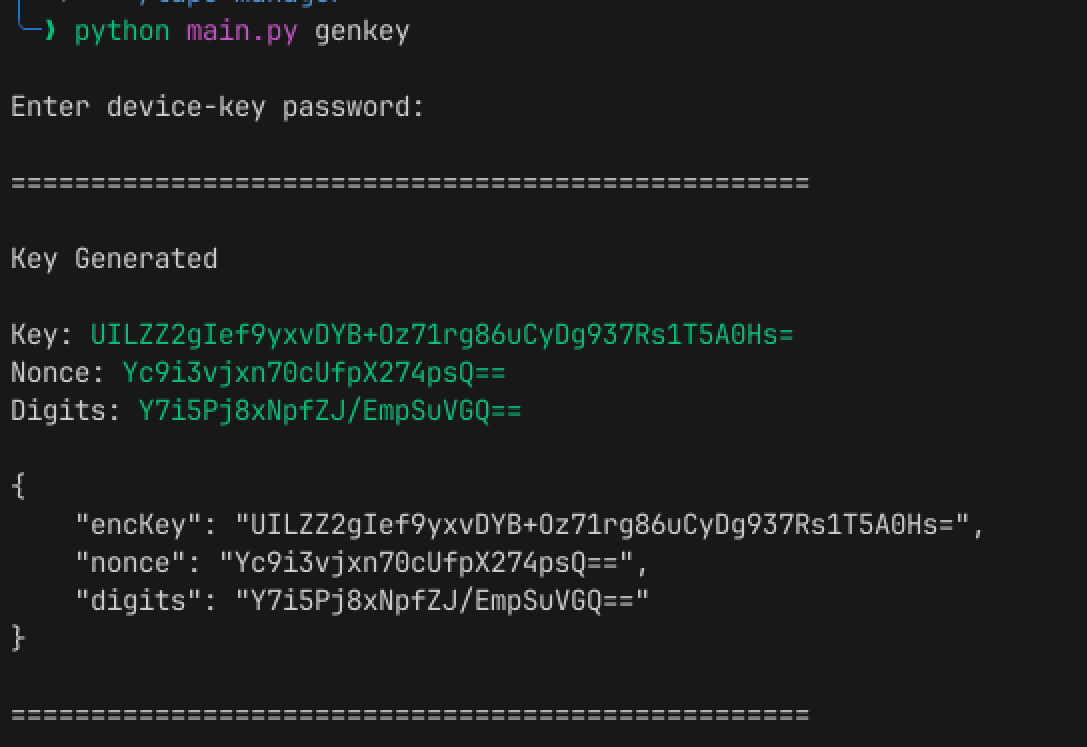 ❯ python main.py genkey
Enter device-key password:
==================================================
Key Generated
Key: UILZZ2gIef9yxvDYB+Oz71rg86uCyDg937Rs1T5A0Hs=
Nonce: Yc9i3vjxn70cUfpX274psQ==
Digits: Y7i5Pj8xNpfZJ/EmpSuVGQ==
{
    "encKey": "UILZZ2gIef9yxvDYB+Oz71rg86uCyDg937Rs1T5A0Hs=",
    "nonce": "Yc9i3vjxn70cUfpX274psQ==",
    "digits": "Y7i5Pj8xNpfZJ/EmpSuVGQ=="
}
==================================================